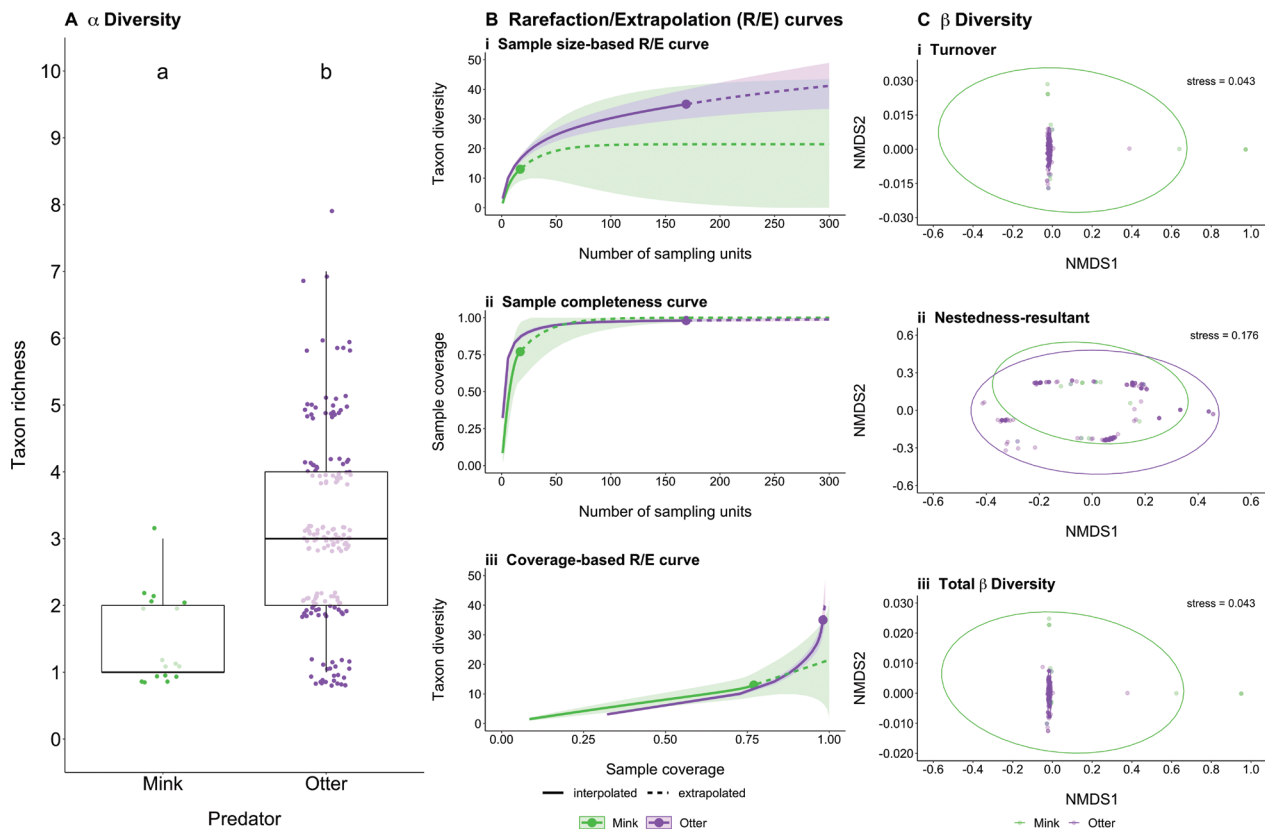 A α Diversity
10
9
8
7
6
5
4
3
2
1
0
a
b
Taxon richness
Mink
Otter
Predator
B Rarefaction/Extrapolation (R/E) curves
i Sample size-based R/E curve
50
40
30
20
10
0
Taxon diversity
0 50 100 150 200 250 300
Number of sampling units
ii Sample completeness curve
1.00
0.75
0.50
0.25
0.00
Sample coverage
0 50 100 150 200 250 300
Number of sampling units
iii Coverage-based R/E curve
50
40
30
20
10
0
Taxon diversity
0.00 0.25 0.50 0.75 1.00
Sample coverage
interpolated extrapolated
Mink Otter
C β Diversity
i Turnover
stress = 0.043
0.030
0.015
0.000
-0.015
-0.030
NMDS2
-0.6 -0.4 -0.2 0.0 0.2 0.4 0.6 0.8 1.0
NMDS1
ii Nestedness-resultant
stress = 0.176
0.6
0.3
0.0
-0.3
-0.6
NMDS2
-0.6 -0.4 -0.2 0.0 0.2 0.4 0.6
NMDS1
iii Total β Diversity
stress = 0.043
0.030
0.020
0.010
0.000
-0.010
-0.020
NMDS2
-0.6 -0.4 -0.2 0.0 0.2 0.4 0.6 0.8 1.0
NMDS1
Mink Otter